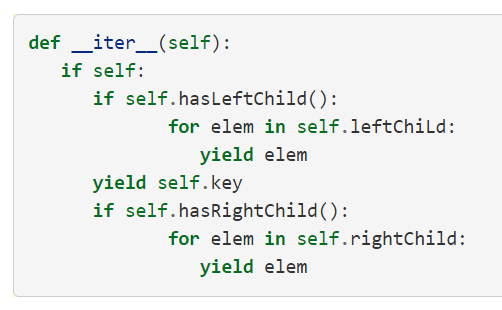 def __iter__(self):
   if self:
      if self.hasLeftChild():
             for elem in self.leftChiLd:
                yield elem
      yield self.key
      if self.hasRightChild():
             for elem in self.rightChild:
                yield elem